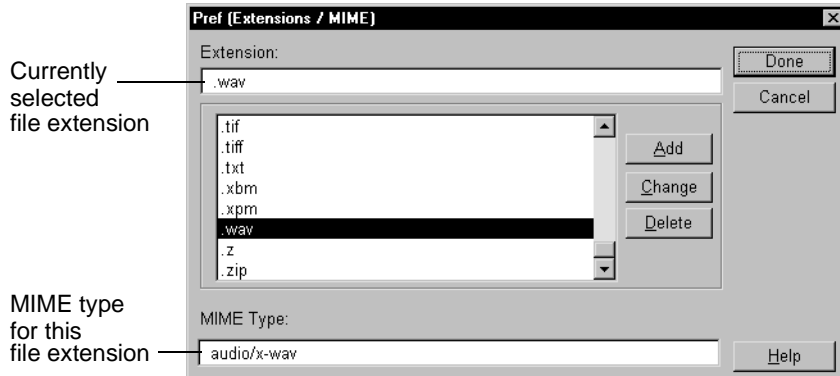 Pref (Extensions / MIME)
Extension:
Currently
selected
file extension
.wav
Done
Cancel
.tif
.tiff
.txt
.xbm
.xpm
.wav
.z
.zip
Add
Change
Delete
MIME type
for this
file extension
MIME Type:
audio/x-wav
Help